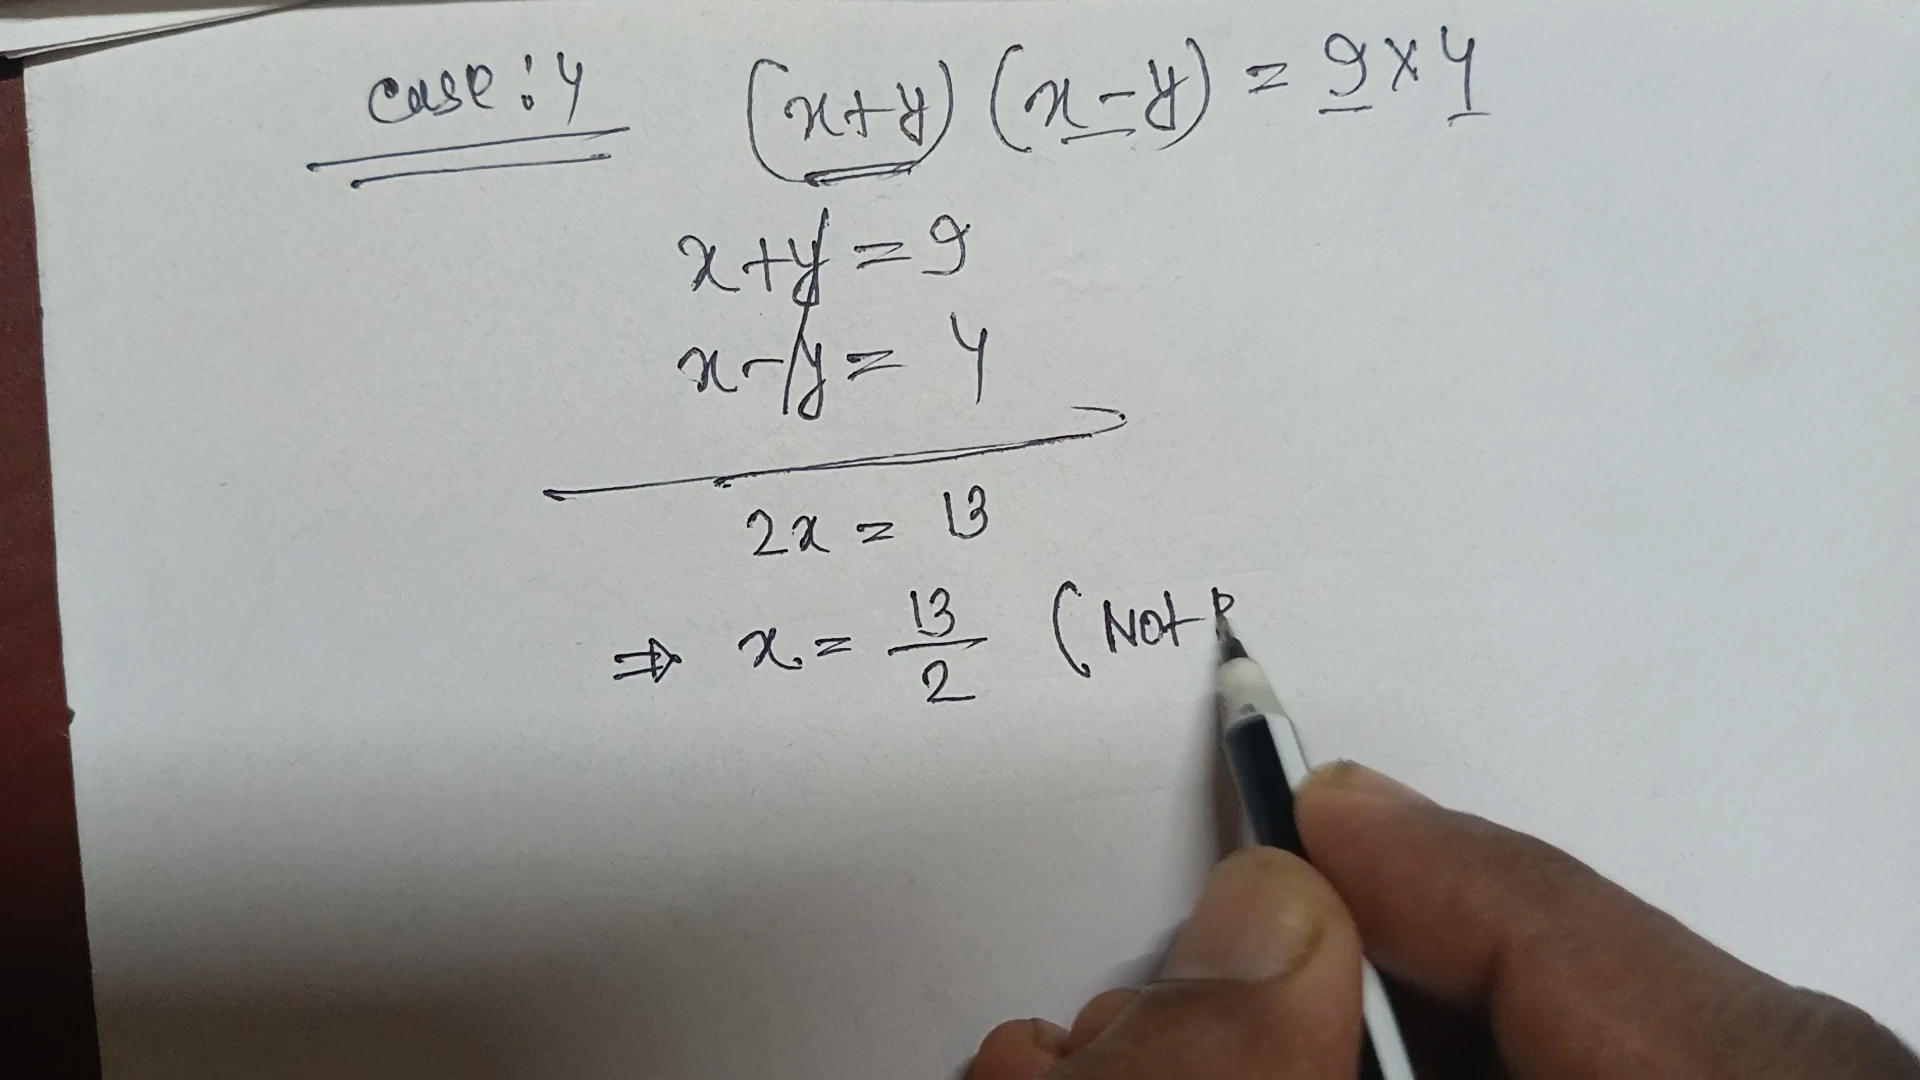 case: 4 (x+y) (x-y) = 9 x 4
x+y = 9
x-y = 4
2x = 13
⇒ x = 13/2 (Not P